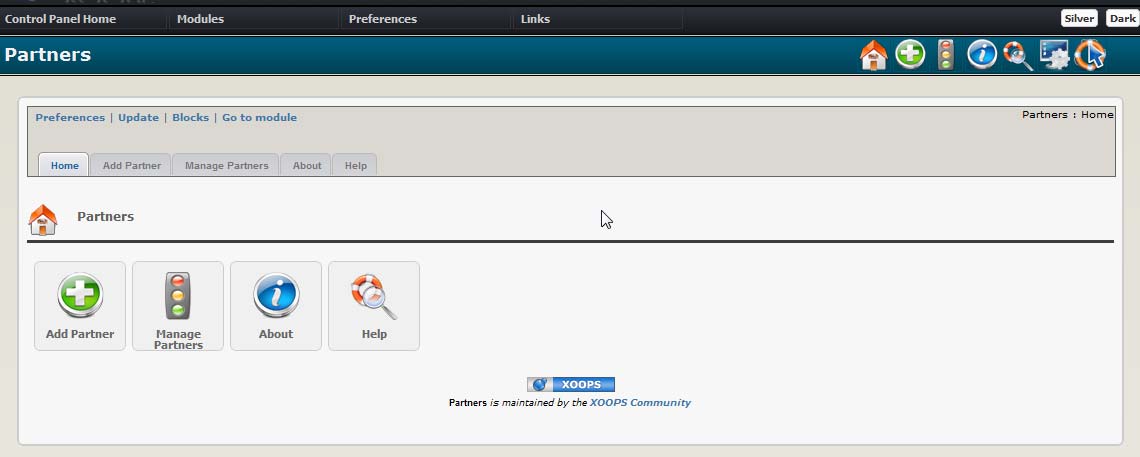 Control Panel Home Modules Preferences Links Silver Dark
Partners
Preferences | Update | Blocks | Go to module
Partners : Home
Home Add Partner Manage Partners About Help
Partners
Add Partner
Manage
Partners
About
Help
XOOPS
Partners is maintained by the XOOPS Community